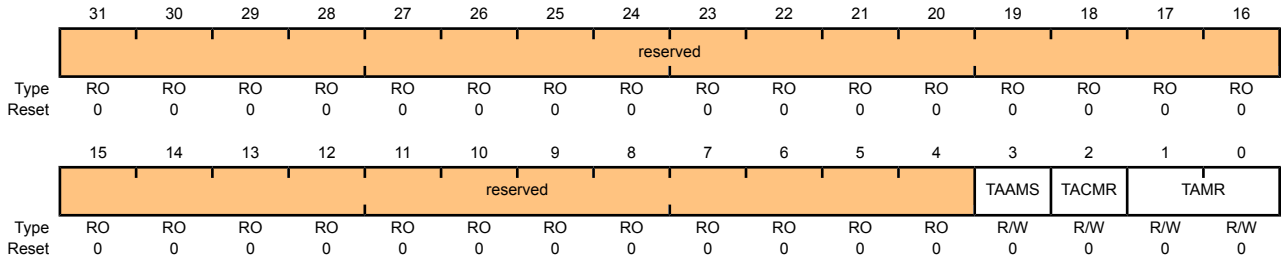 31 30 29 28 27 26 25 24 23 22 21 20 19 18 17 16
reserved
Type RO RO RO RO RO RO RO RO RO RO RO RO RO RO RO RO
Reset 0 0 0 0 0 0 0 0 0 0 0 0 0 0 0 0
15 14 13 12 11 10 9 8 7 6 5 4 3 2 1 0
reserved TAAMS TACMR TAMR
Type RO RO RO RO RO RO RO RO RO RO RO RO R/W R/W R/W R/W
Reset 0 0 0 0 0 0 0 0 0 0 0 0 0 0 0 0